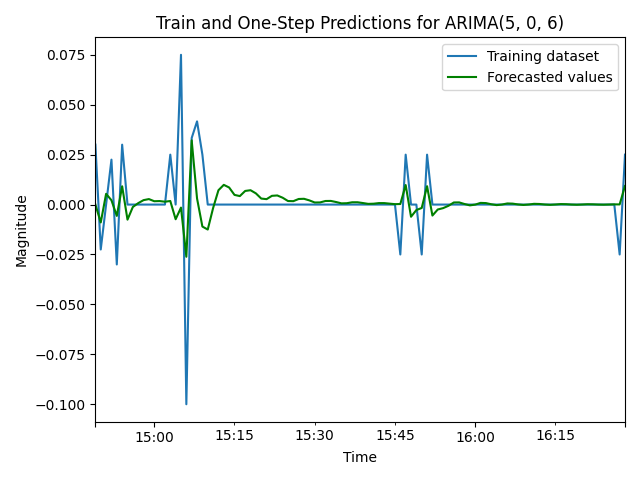 Train and One-Step Predictions for ARIMA(5, 0, 6)
Training dataset
Forecasted values
0.075
0.050
0.025
0.000
−0.025
−0.050
−0.075
−0.100
Magnitude
15:00
15:15
15:30
15:45
16:00
16:15
Time